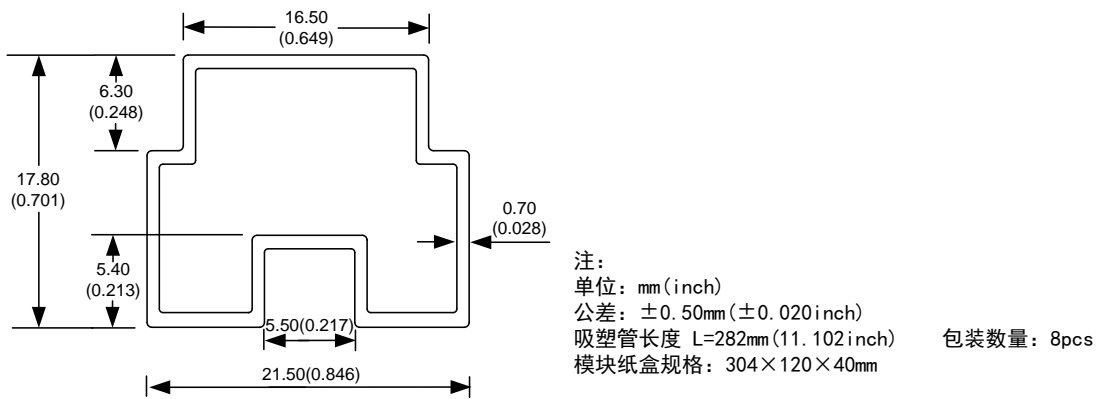 16.50
(0.649)
6.30
(0.248)
17.80
(0.701)
0.70
(0.028)
5.40
(0.213)
5.50(0.217)
21.50(0.846)
注：
单位：mm(inch)
公差：±0.50mm(±0.020inch)
吸塑管长度 L=282mm(11.102inch) 包装数量：8pcs
模块纸盒规格：304×120×40mm